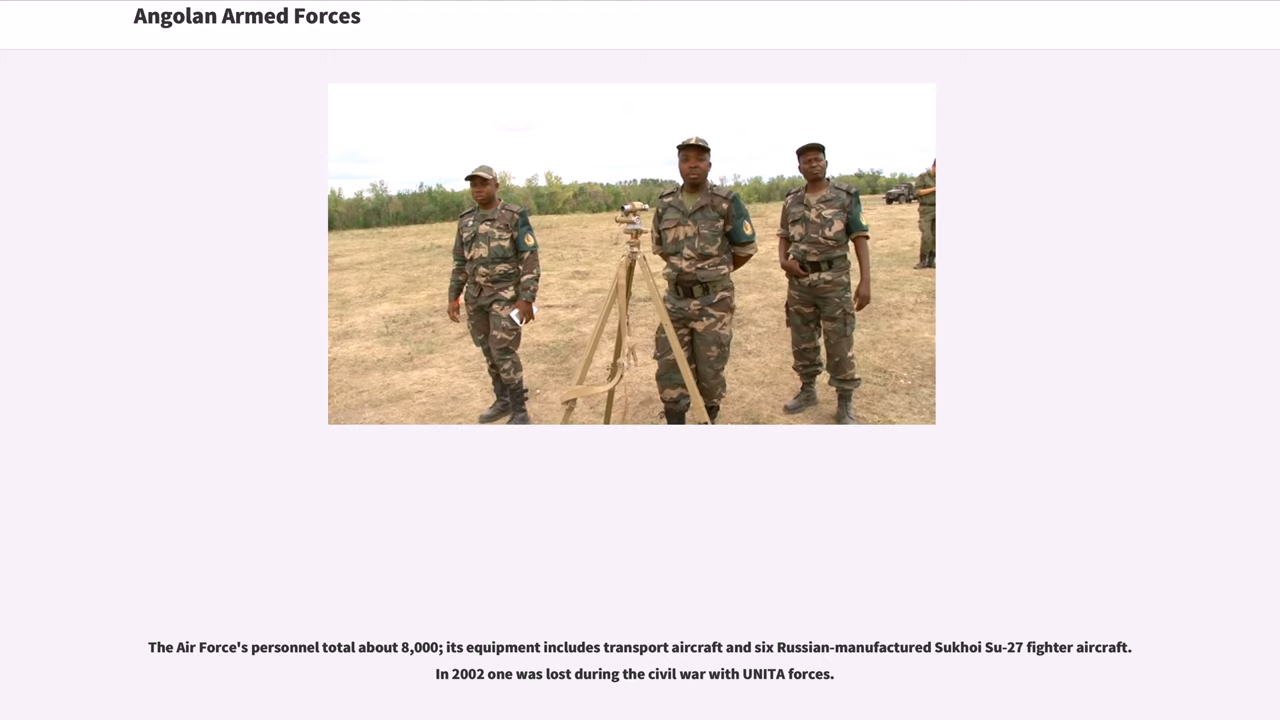 Angolan Armed Forces
The Air Force's personnel total about 8,000; its equipment includes transport aircraft and six Russian-manufactured Sukhoi Su-27 fighter aircraft.
In 2002 one was lost during the civil war with UNITA forces.